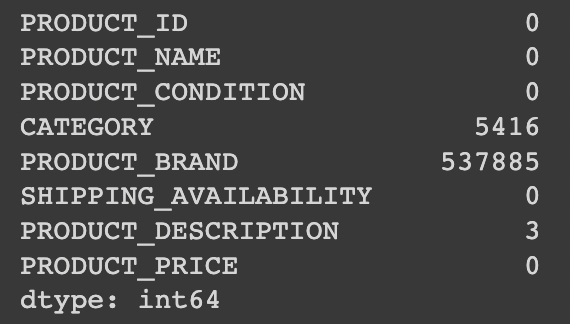 PRODUCT_ID 0
PRODUCT_NAME 0
PRODUCT_CONDITION 0
CATEGORY 5416
PRODUCT_BRAND 537885
SHIPPING_AVAILABILITY 0
PRODUCT_DESCRIPTION 3
PRODUCT_PRICE 0
dtype: int64